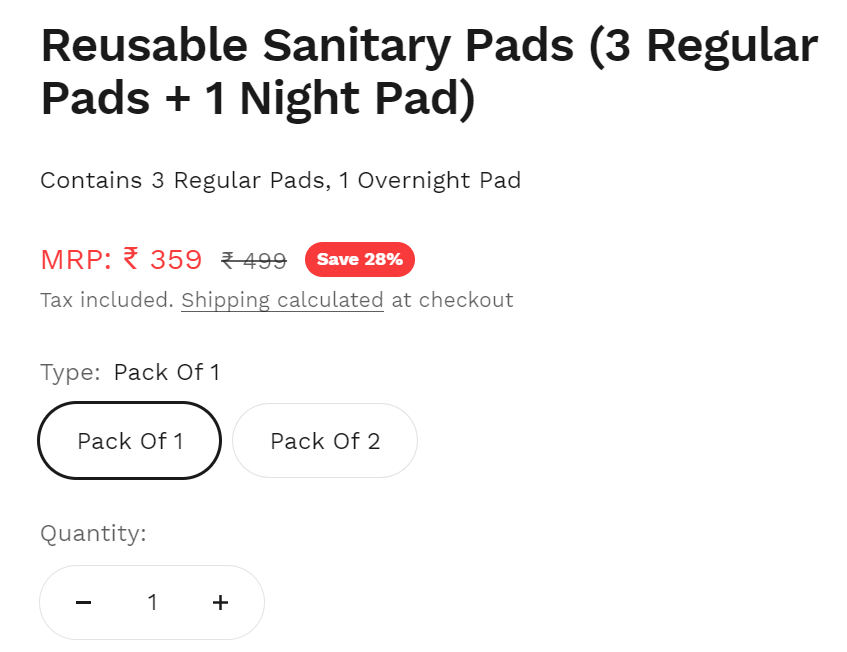 Reusable Sanitary Pads (3 Regular
Pads + 1 Night Pad)
Contains 3 Regular Pads, 1 Overnight Pad
MRP: ₹ 359 ₹ 499 Save 28%
Tax included. Shipping calculated at checkout
Type: Pack Of 1
Pack Of 1 Pack Of 2
Quantity:
− 1 +